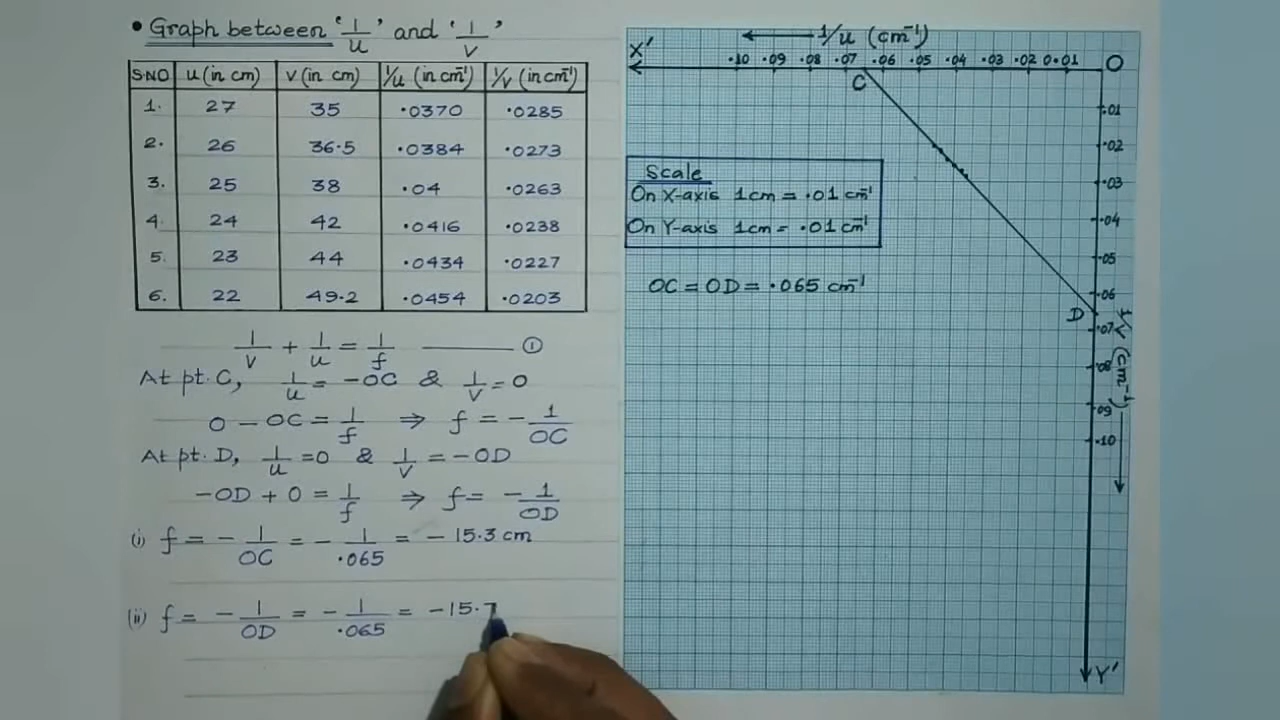 • Graph between '1/u' and '1/v'
S.NO u (in cm) v (in cm) 1/u (in cm⁻¹) 1/v (in cm⁻¹)
1. 27 35 .0370 .0285
2. 26 36.5 .0384 .0273
3. 25 38 .04 .0263
4. 24 42 .0416 .0238
5. 23 44 .0434 .0227
6. 22 49.2 .0454 .0203
1/v + 1/u = 1/f ——— ①
At pt. C, 1/u = -OC & 1/v = 0
0 - OC = 1/f ⇒ f = - 1/OC
At pt. D, 1/u = 0 & 1/v = -OD
-OD + 0 = 1/f ⇒ f = - 1/OD
(i) f = - 1/OC = - 1/.065 = - 15.3 cm
(ii) f = - 1/OD = - 1/.065 = -15.
1/u (cm⁻¹)
X' .10 .09 .08 .07 .06 .05 .04 .03 .02 0.01 O
C
.01
.02
.03
.04
.05
.06
D
.07
.08
.09
.10
1/v (cm⁻¹)
Y'
Scale
On X-axis 1cm = .01 cm⁻¹
On Y-axis 1cm = .01 cm⁻¹
OC = OD = .065 cm⁻¹